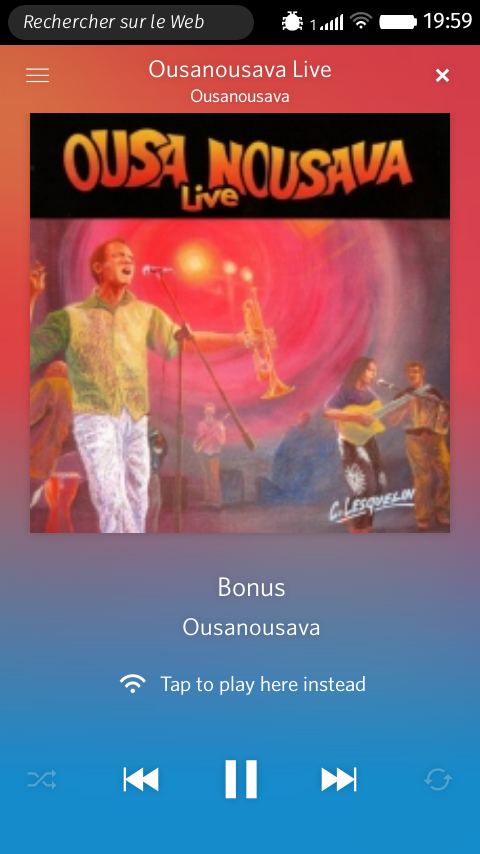 Rechercher sur le Web
1
19:59
Ousanousava Live
Ousanousava
OUSA NOUSAVA
Live
C. LESQUELIN
Bonus
Ousanousava
Tap to play here instead